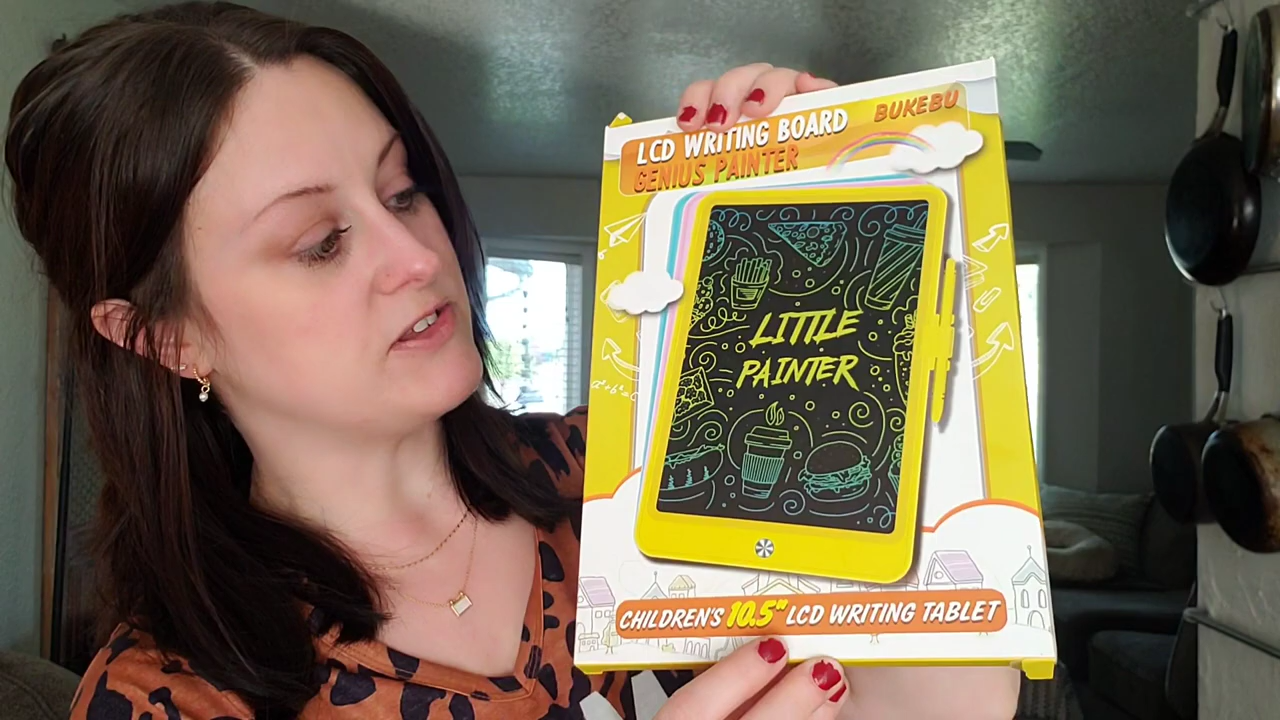 LCD WRITING BOARD
BUKEBU
GENIUS PAINTER
LITTLE
PAINTER
CHILDREN'S 10.5" LCD WRITING TABLET